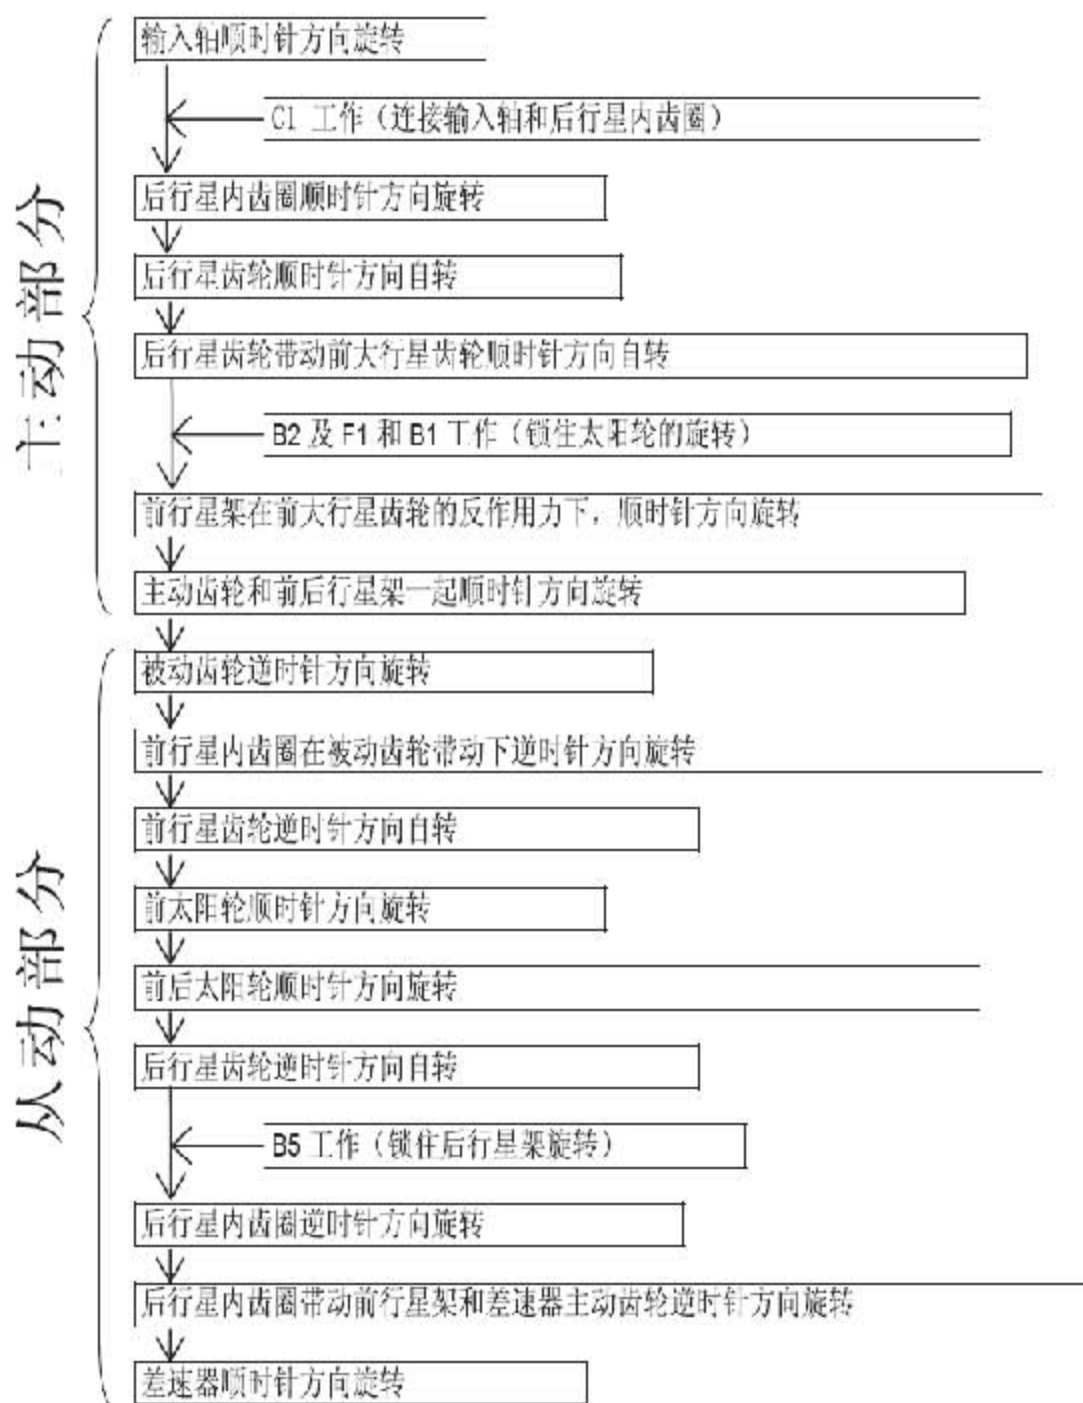 主动部分
输入轴顺时针方向旋转
C1 工作（连接输入轴和后行星内齿圈）
后行星内齿圈顺时针方向旋转
后行星齿轮顺时针方向自转
后行星齿轮带动前大行星齿轮顺时针方向自转
B2 及 F1 和 B1 工作（锁住太阳轮的旋转）
前行星架在前大行星齿轮的反作用力下，顺时针方向旋转
主动齿轮和前后行星架一起顺时针方向旋转
从动部分
被动齿轮逆时针方向旋转
前行星内齿圈在被动齿轮带动下逆时针方向旋转
前行星齿轮逆时针方向自转
前太阳轮顺时针方向旋转
前后太阳轮顺时针方向旋转
后行星齿轮逆时针方向自转
B5 工作（锁住后行星架旋转）
后行星内齿圈逆时针方向旋转
后行星内齿圈带动前行星架和差速器主动齿轮逆时针方向旋转
差速器顺时针方向旋转